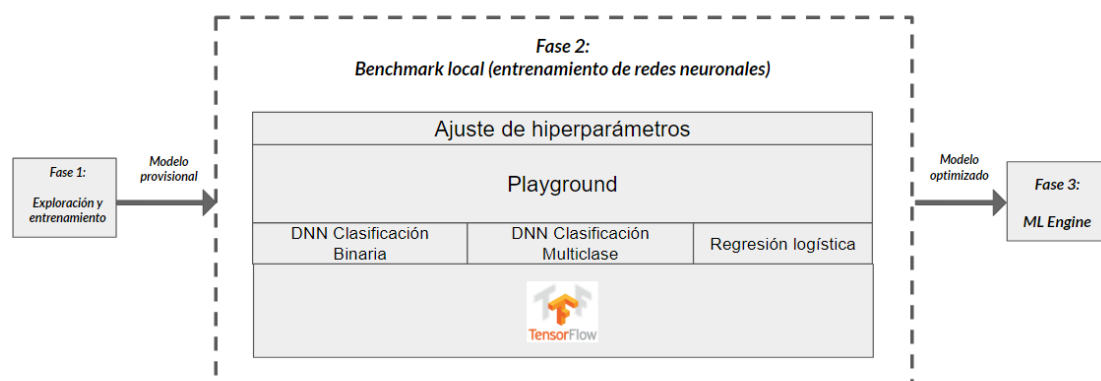 Fase 2:
Benchmark local (entrenamiento de redes neuronales)
Ajuste de hiperparámetros
Playground
DNN Clasificación
Binaria
DNN Clasificación
Multiclase
Regresión logística
TensorFlow
Fase 1:
Exploración y
entrenamiento
Modelo
provisional
Modelo
optimizado
Fase 3:
ML Engine